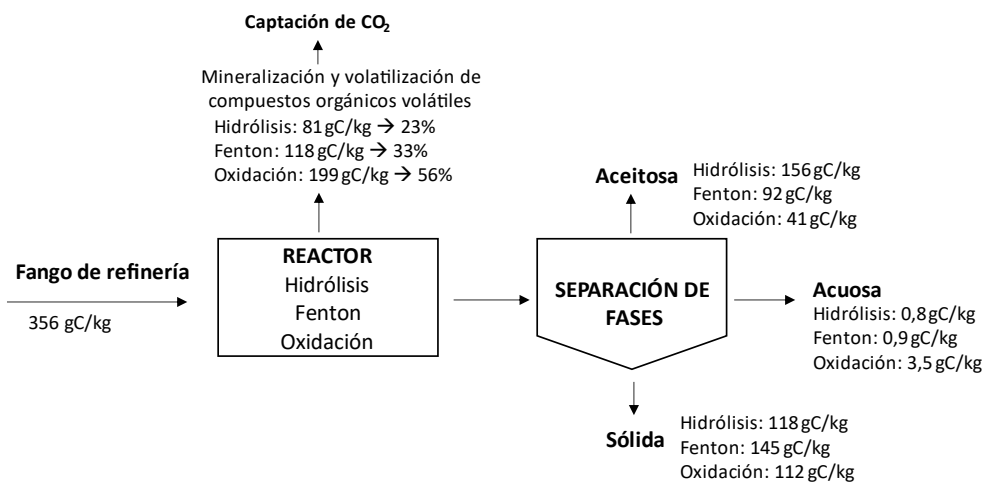 Captación de CO₂
Mineralización y volatilización de
compuestos orgánicos volátiles
Hidrólisis: 81 gC/kg → 23%
Fenton: 118 gC/kg → 33%
Oxidación: 199 gC/kg → 56%
Fango de refinería
356 gC/kg
REACTOR
Hidrólisis
Fenton
Oxidación
SEPARACIÓN DE
FASES
Aceitosa
Hidrólisis: 156 gC/kg
Fenton: 92 gC/kg
Oxidación: 41 gC/kg
Acuosa
Hidrólisis: 0,8 gC/kg
Fenton: 0,9 gC/kg
Oxidación: 3,5 gC/kg
Sólida
Hidrólisis: 118 gC/kg
Fenton: 145 gC/kg
Oxidación: 112 gC/kg